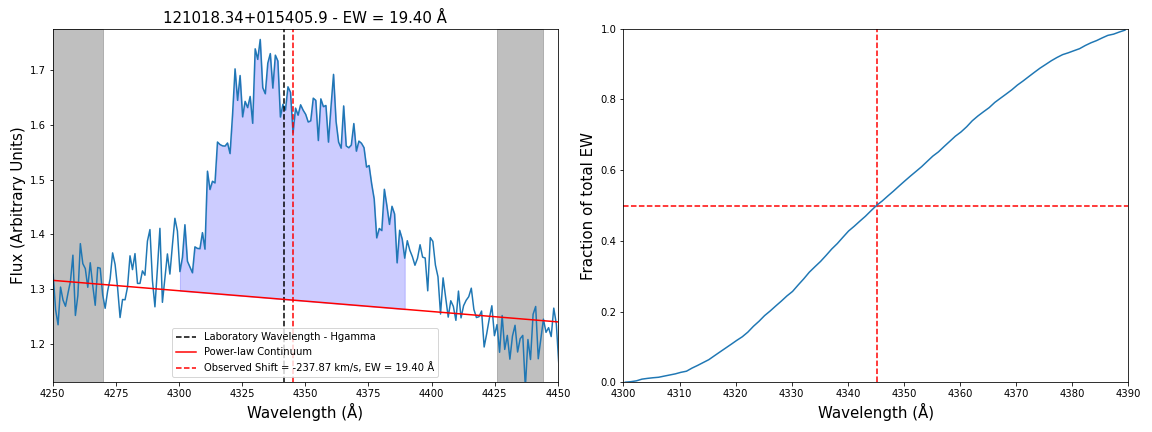 121018.34+015405.9 - EW = 19.40 Å
Flux (Arbitrary Units)
1.7
1.6
1.5
1.4
1.3
1.2
Laboratory Wavelength - Hgamma
Power-law Continuum
Observed Shift = -237.87 km/s, EW = 19.40 Å
4250 4275 4300 4325 4350 4375 4400 4425 4450
Wavelength (Å)
Fraction of total EW
1.0
0.8
0.6
0.4
0.2
0.0
4300 4310 4320 4330 4340 4350 4360 4370 4380 4390
Wavelength (Å)